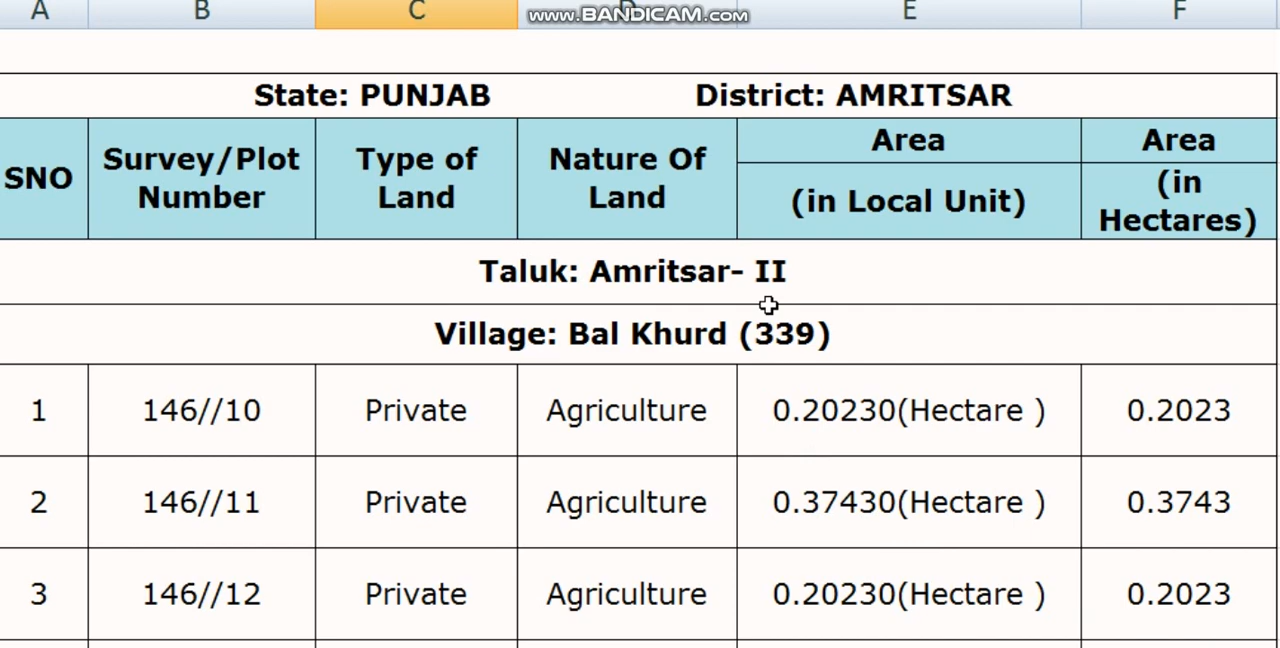 A B C D E F
www.BANDICAM.com
State: PUNJAB District: AMRITSAR
SNO Survey/Plot Number Type of Land Nature Of Land Area (in Local Unit) Area (in Hectares)
Taluk: Amritsar- II
Village: Bal Khurd (339)
1 146//10 Private Agriculture 0.20230(Hectare ) 0.2023
2 146//11 Private Agriculture 0.37430(Hectare ) 0.3743
3 146//12 Private Agriculture 0.20230(Hectare ) 0.2023